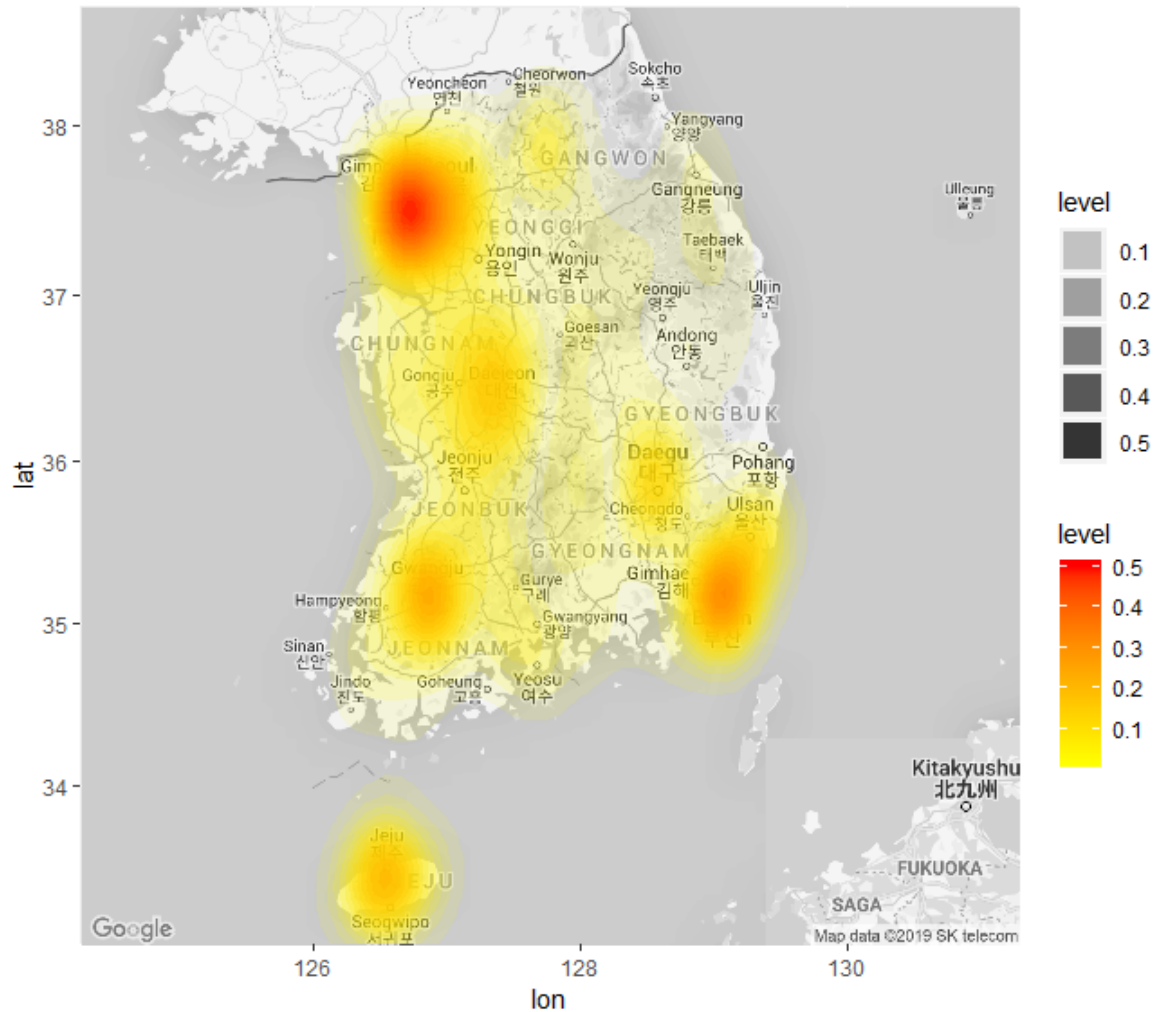 Sokcho
속초
Cheorwon
철원
Yeoncheon
연천
38
Yangyang
양양
GANGWON
Gangneung
강릉
Ulleung
울릉
level
0.1
0.2
0.3
0.4
0.5
YEONGGI
Taebaek
태백
Yongin
용인
Wonju
원주
37
CHUNGBUK
Yeongju
영주
Uljin
울진
Goesan
괴산
CHUNGNAM
Andong
안동
Gongju
공주
Daejeon
대전
GYEONGBUK
36
lat
Jeonju
전주
Daegu
대구
Pohang
포항
JEONBUK
Cheongdo
청도
Ulsan
울산
level
0.5
0.4
0.3
0.2
0.1
GYEONGNAM
Gwangju
Gimhae
김해
Gurye
구례
Hampyeong
함평
35
Gwangyang
광양
부산
Sinan
신안
JEONNAM
Jindo
진도
Goheung
고흥
Yeosu
여수
34
Kitakyushu
北九州
Jeju
제주
EJU
FUKUOKA
SAGA
Seogwipo
서귀포
Google
Map data ©2019 SK telecom
126
128
130
lon